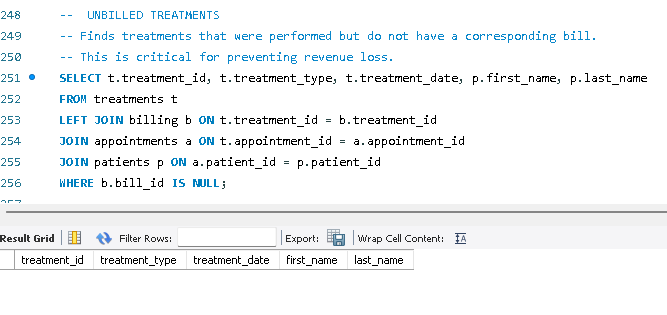 248 -- UNBILLED TREATMENTS
249 -- Finds treatments that were performed but do not have a corresponding bill.
250 -- This is critical for preventing revenue loss.
251 SELECT t.treatment_id, t.treatment_type, t.treatment_date, p.first_name, p.last_name
252 FROM treatments t
253 LEFT JOIN billing b ON t.treatment_id = b.treatment_id
254 JOIN appointments a ON t.appointment_id = a.appointment_id
255 JOIN patients p ON a.patient_id = p.patient_id
256 WHERE b.bill_id IS NULL;
Result Grid Filter Rows: Export: Wrap Cell Content:
treatment_id treatment_type treatment_date first_name last_name